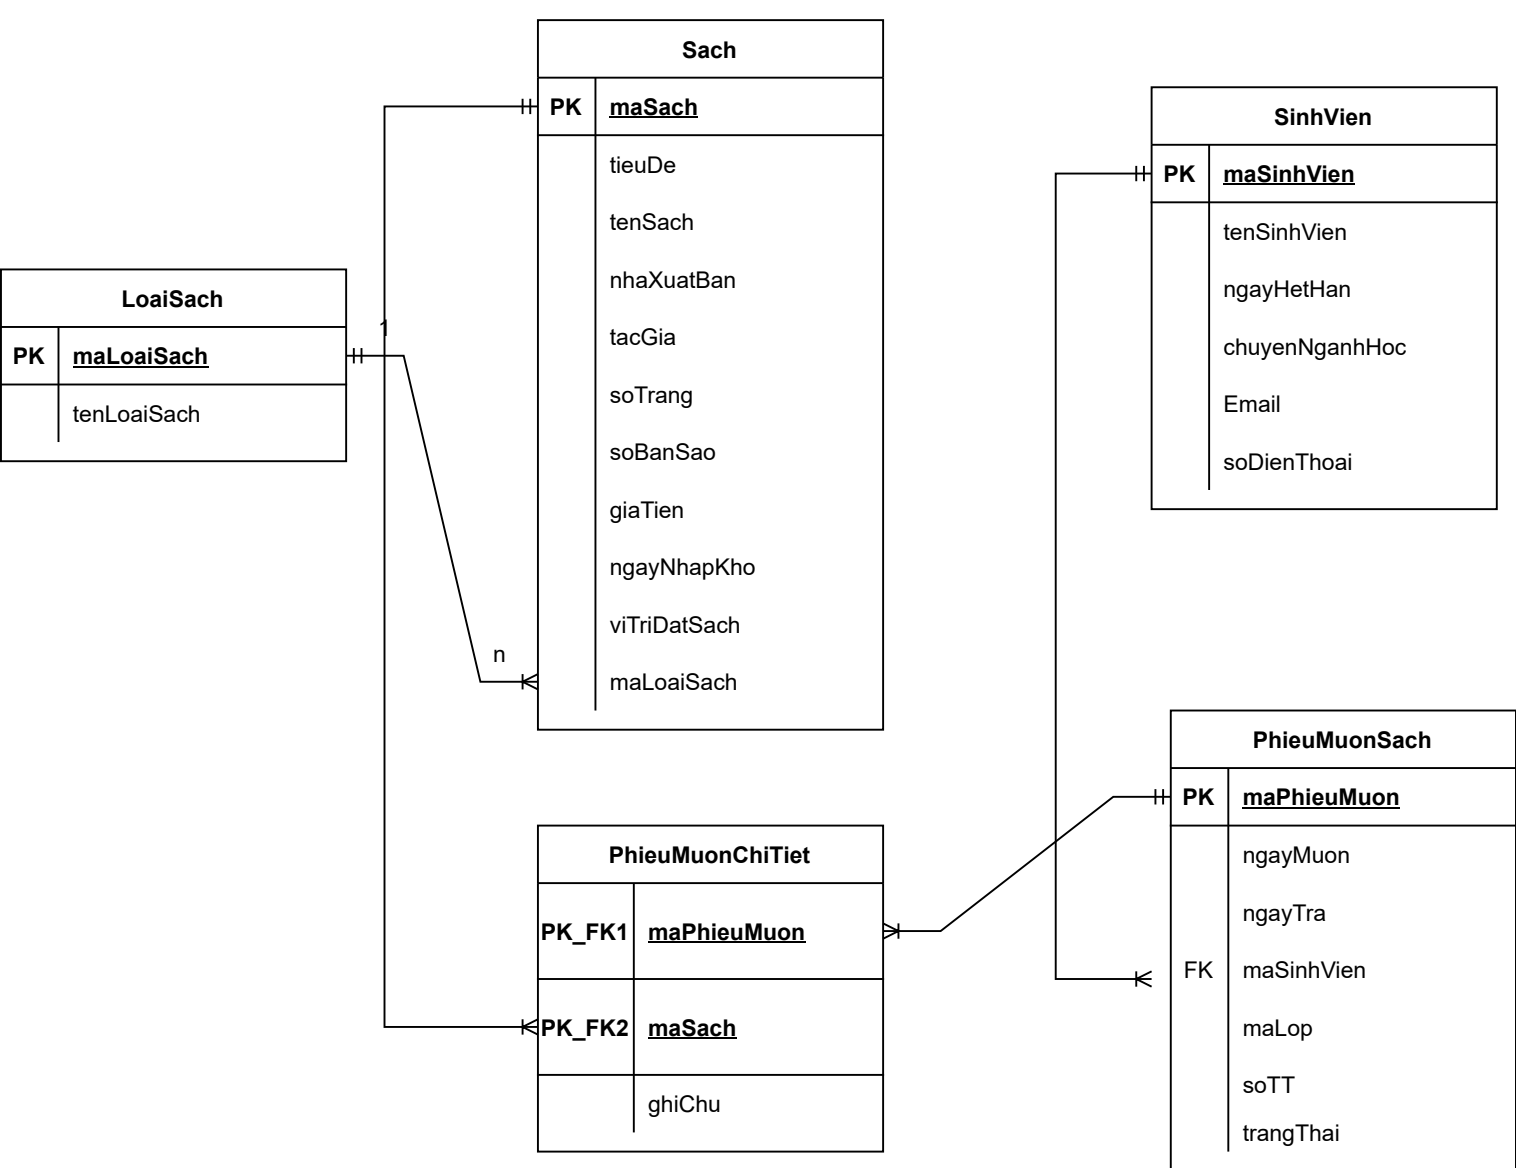 Sach
PK maSach
tieuDe
tenSach
nhaXuatBan
tacGia
soTrang
soBanSao
giaTien
ngayNhapKho
viTriDatSach
maLoaiSach
SinhVien
PK maSinhVien
tenSinhVien
ngayHetHan
chuyenNganhHoc
Email
soDienThoai
LoaiSach
PK maLoaiSach
tenLoaiSach
1
n
PhieuMuonSach
PK maPhieuMuon
ngayMuon
ngayTra
FK maSinhVien
maLop
soTT
trangThai
PhieuMuonChiTiet
PK_FK1 maPhieuMuon
PK_FK2 maSach
ghiChu